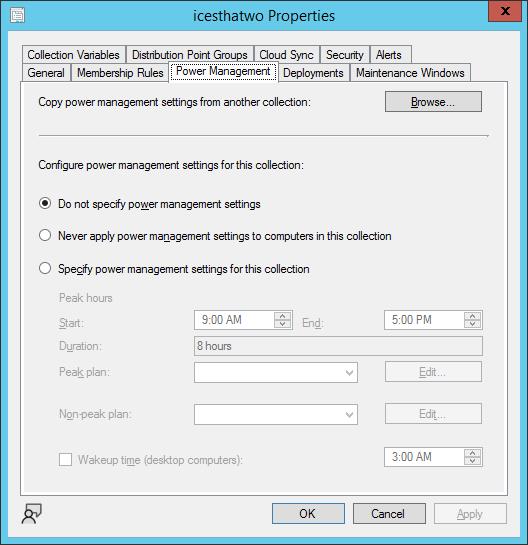 icesthatwo Properties
x
Collection Variables Distribution Point Groups Cloud Sync Security Alerts
General Membership Rules Power Management Deployments Maintenance Windows
Copy power management settings from another collection: Browse...
Configure power management settings for this collection:
Do not specify power management settings
Never apply power management settings to computers in this collection
Specify power management settings for this collection
Peak hours
Start: 9:00 AM End: 5:00 PM
Duration: 8 hours
Peak plan: Edit...
Non-peak plan: Edit...
Wakeup time (desktop computers): 3:00 AM
OK Cancel Apply